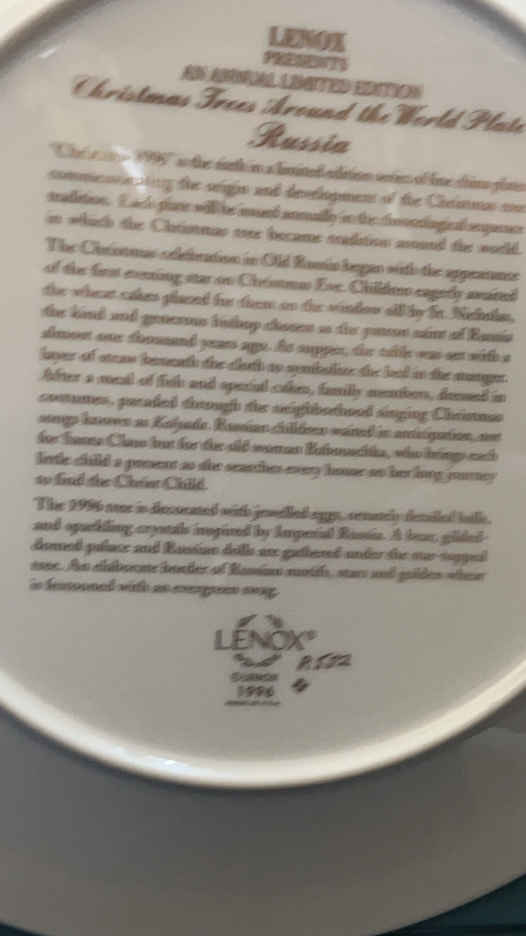 LENOX
PRESENTS
AN ANNUAL LIMITED EDITION
Christmas Trees Around the World Plate
Russia
"Christmas 1996" is the sixth in a limited edition series of fine china plates
commemorating the origin and development of the Christmas tree
tradition. Each plate will be issued annually in the chronological sequence
in which the Christmas tree became tradition around the world.
The Christmas celebration in Old Russia began with the appearance
of the first evening star on Christmas Eve. Children eagerly awaited
the wheat cakes placed for them on the window sill by St. Nicholas,
the kind and generous bishop chosen as the patron saint of Russia
almost one thousand years ago. At supper, the table was set with a
layer of straw beneath the cloth to symbolize the bed in the manger.
After a meal of fish and special cakes, family members, dressed in
costumes, paraded through the neighborhood singing Christmas
songs known as Kolyada. Russian children waited in anticipation, not
for Santa Claus but for the old woman Babouschka, who brings each
little child a present as she searches every house on her long journey
to find the Christ Child.
The 1996 tree is decorated with jewelled eggs, ornately detailed balls,
and sparkling crystals inspired by Imperial Russia. A bear, gilded-
domed palace and Russian dolls are gathered under the star-topped
tree. An elaborate border of Russian motifs, stars and golden wheat
is festooned with an evergreen swag.
LENOX®
1996